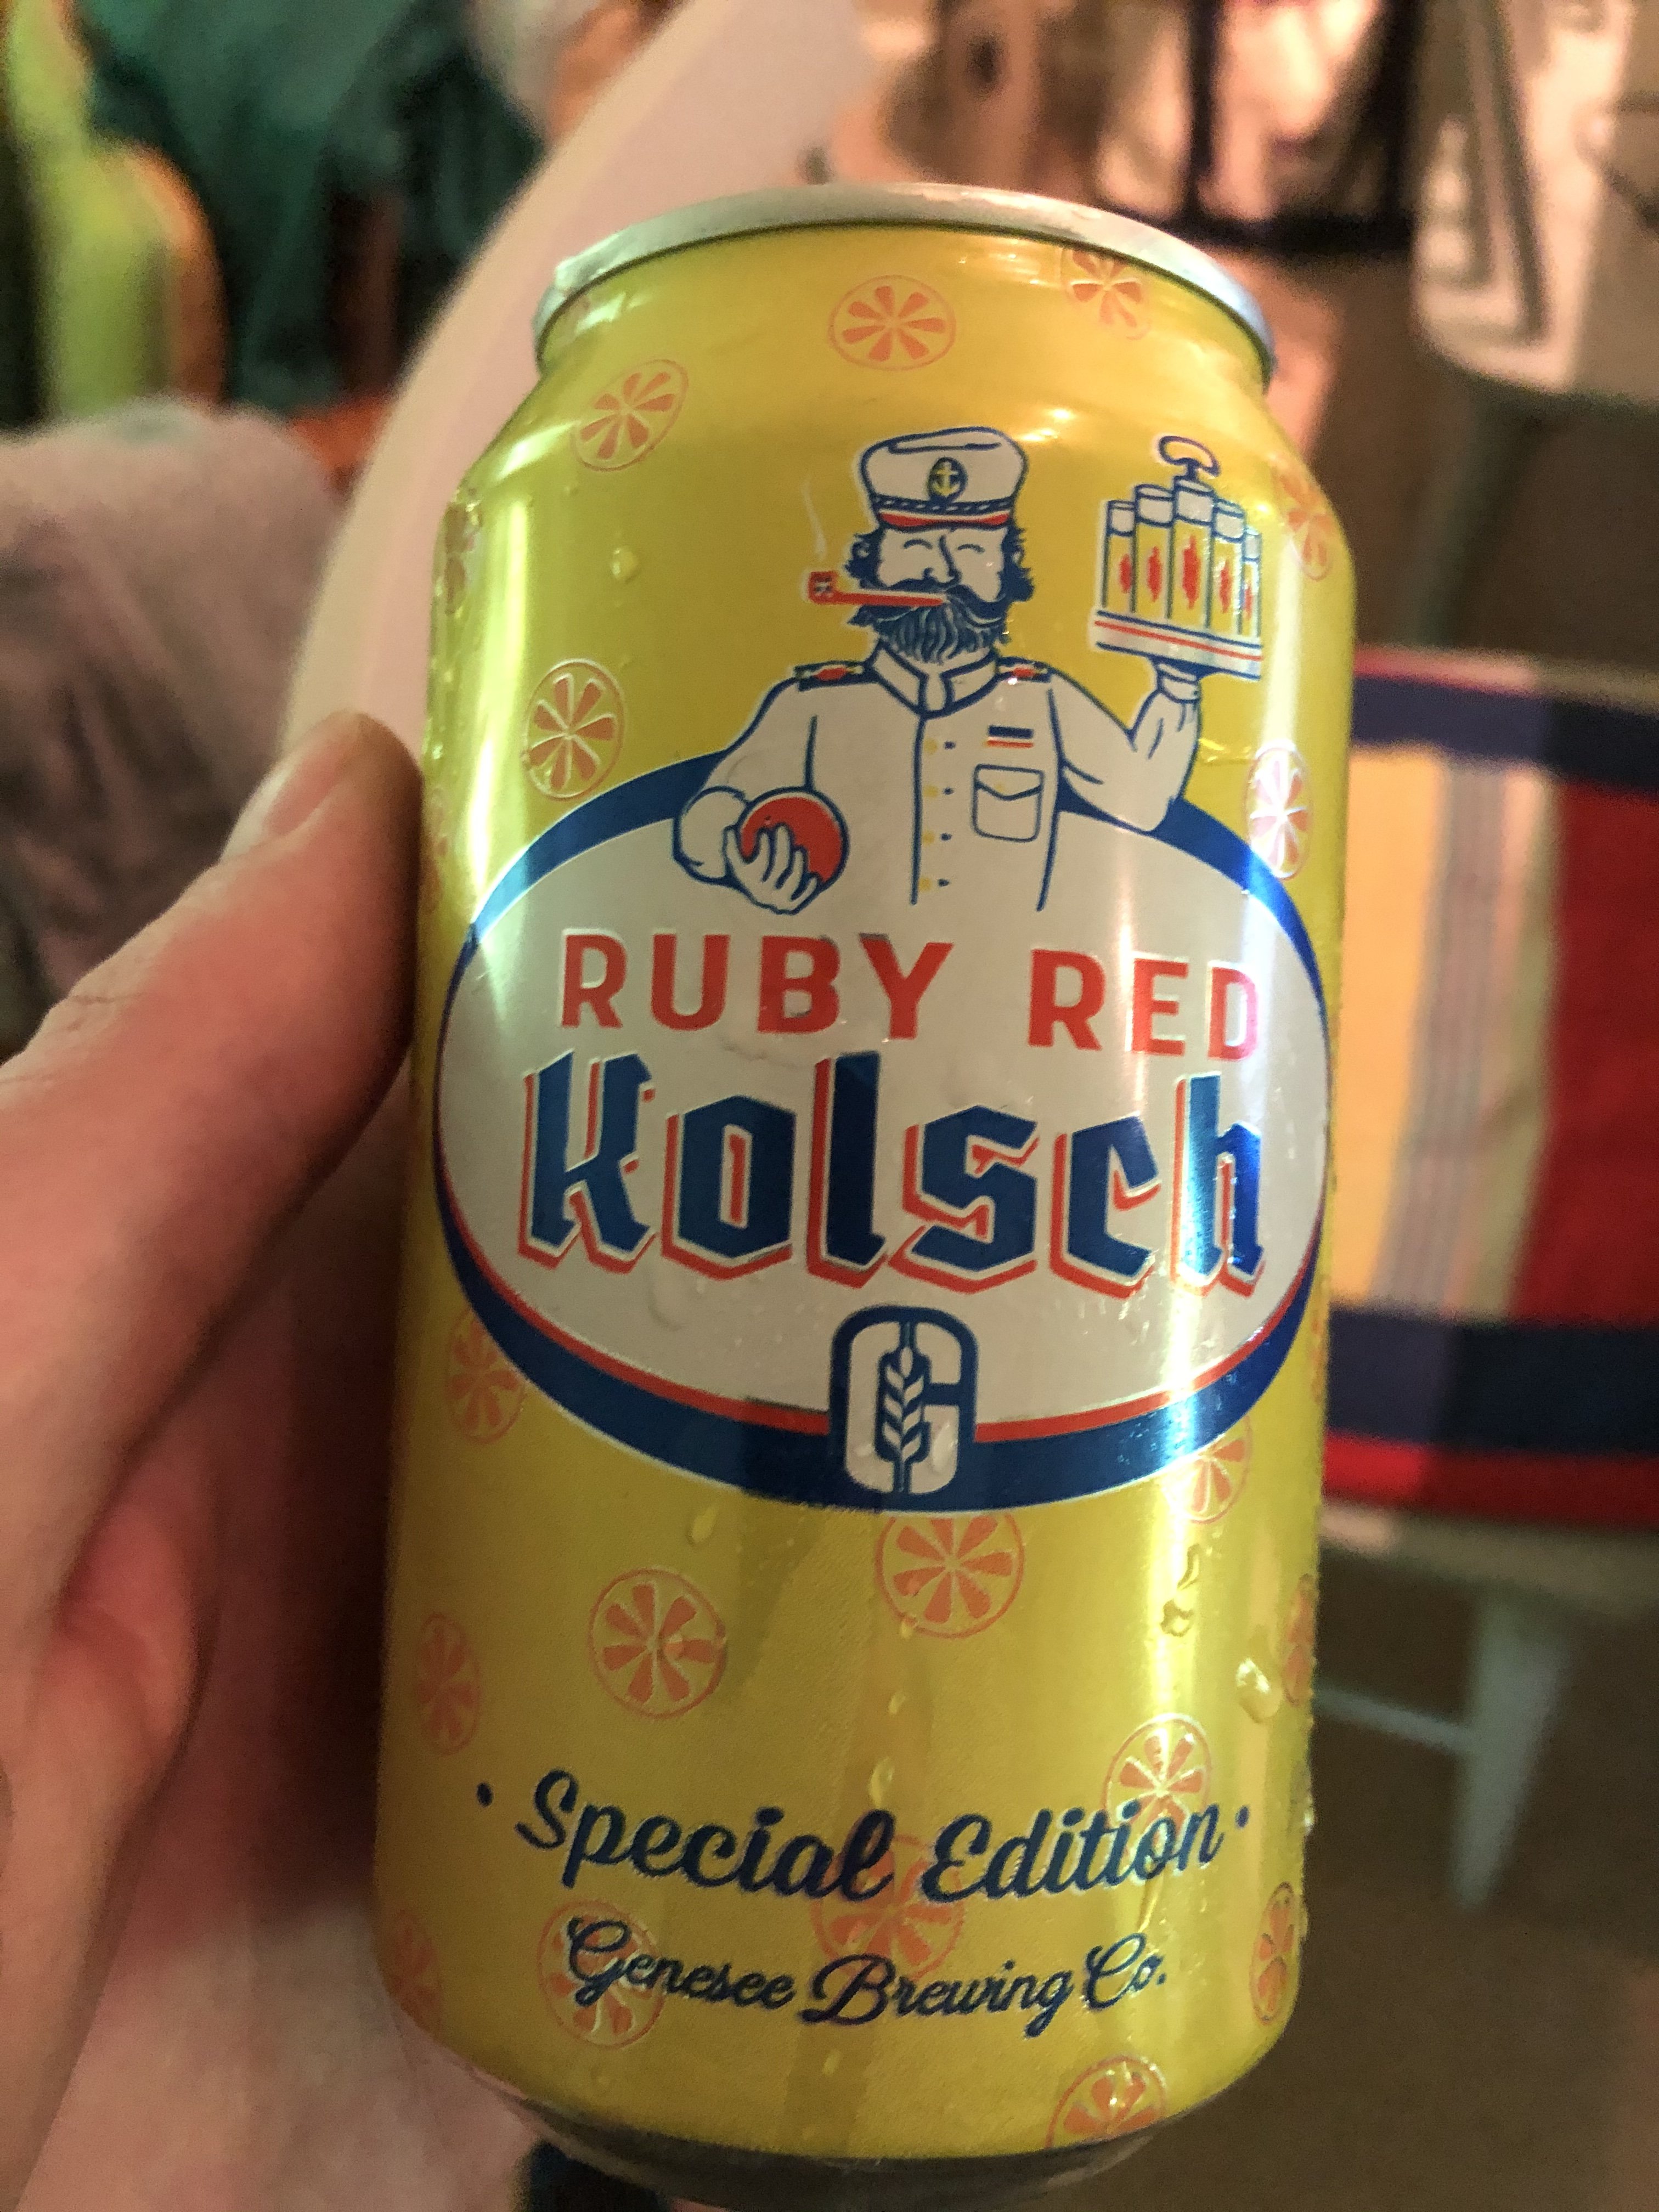 RUBY RED
Kolsch
G
· Special Edition ·
Genesee Brewing Co.